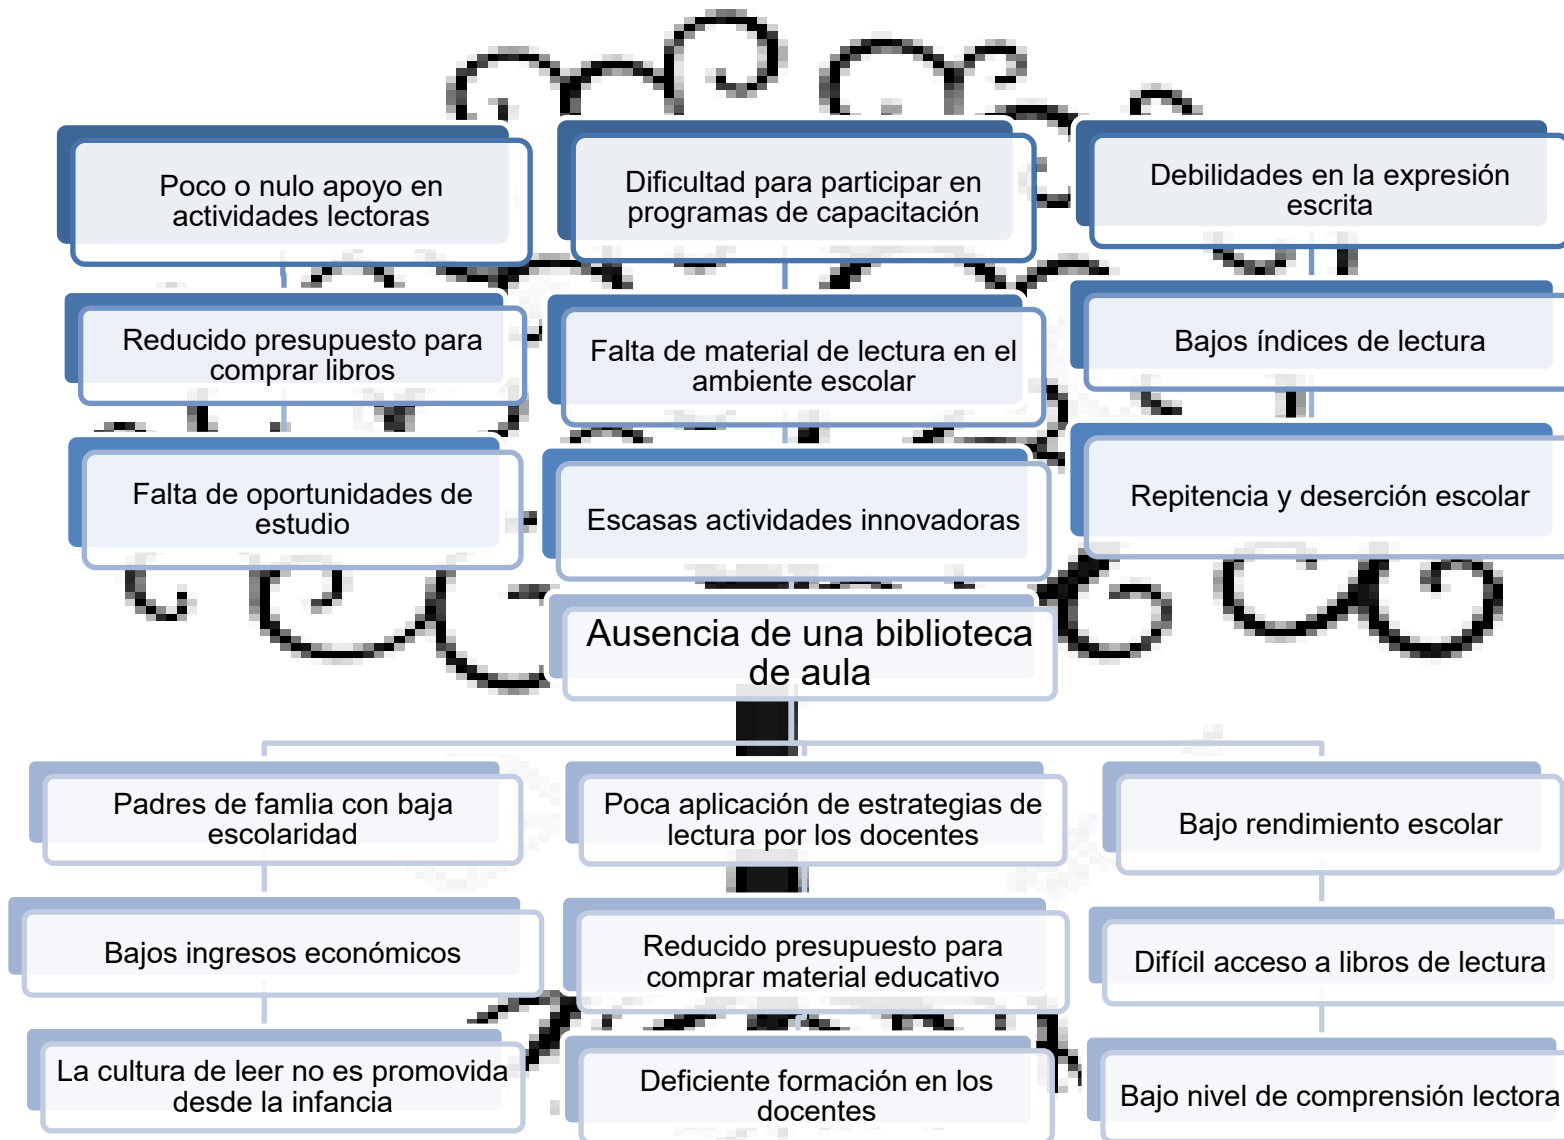 Poco o nulo apoyo en
actividades lectoras
Dificultad para participar en
programas de capacitación
Debilidades en la expresión
escrita
Reducido presupuesto para
comprar libros
Falta de material de lectura en el
ambiente escolar
Bajos índices de lectura
Falta de oportunidades de
estudio
Escasas actividades innovadoras
Repitencia y deserción escolar
Ausencia de una biblioteca
de aula
Padres de famlia con baja
escolaridad
Poca aplicación de estrategias de
lectura por los docentes
Bajo rendimiento escolar
Bajos ingresos económicos
Reducido presupuesto para
comprar material educativo
Difícil acceso a libros de lectura
La cultura de leer no es promovida
desde la infancia
Deficiente formación en los
docentes
Bajo nivel de comprensión lectora